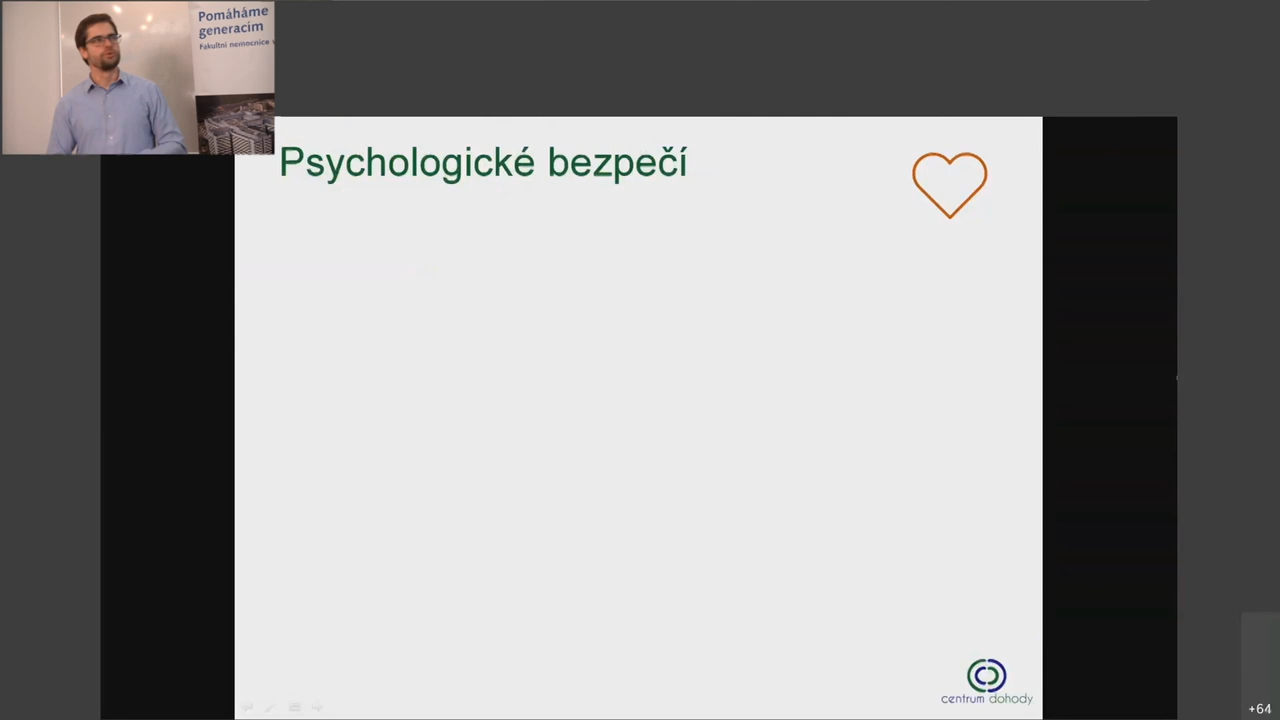 Pomáháme
generacím
Fakultní nemocnice v
Psychologické bezpečí
centrum dohody
+64